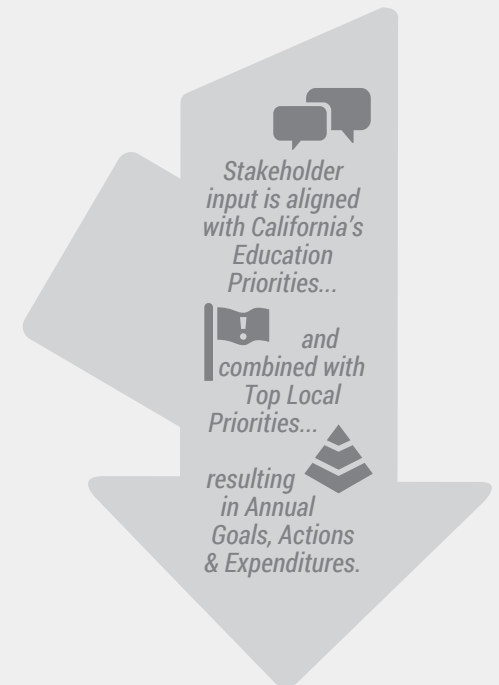 Stakeholder
input is aligned
with California's
Education
Priorities...
!
and
combined with
Top Local
Priorities...
resulting
in Annual
Goals, Actions
& Expenditures.